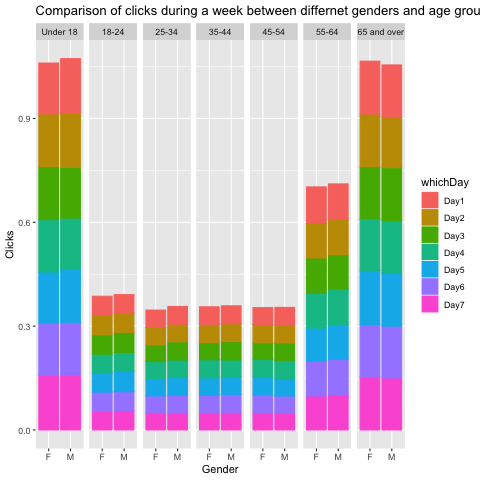 Comparison of clicks during a week between differnet genders and age grou
Under 18 18-24 25-34 35-44 45-54 55-64 65 and over
0.9
0.6
0.3
0.0
Clicks
F M F M F M F M F M F M F M
Gender
whichDay
Day1
Day2
Day3
Day4
Day5
Day6
Day7